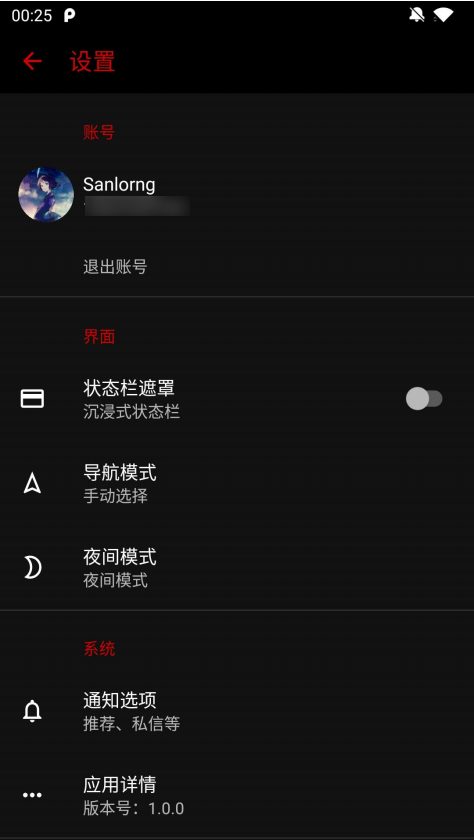 00:25
设置
账号
Sanlorng
退出账号
界面
状态栏遮罩
沉浸式状态栏
导航模式
手动选择
夜间模式
夜间模式
系统
通知选项
推荐、私信等
应用详情
版本号：1.0.0